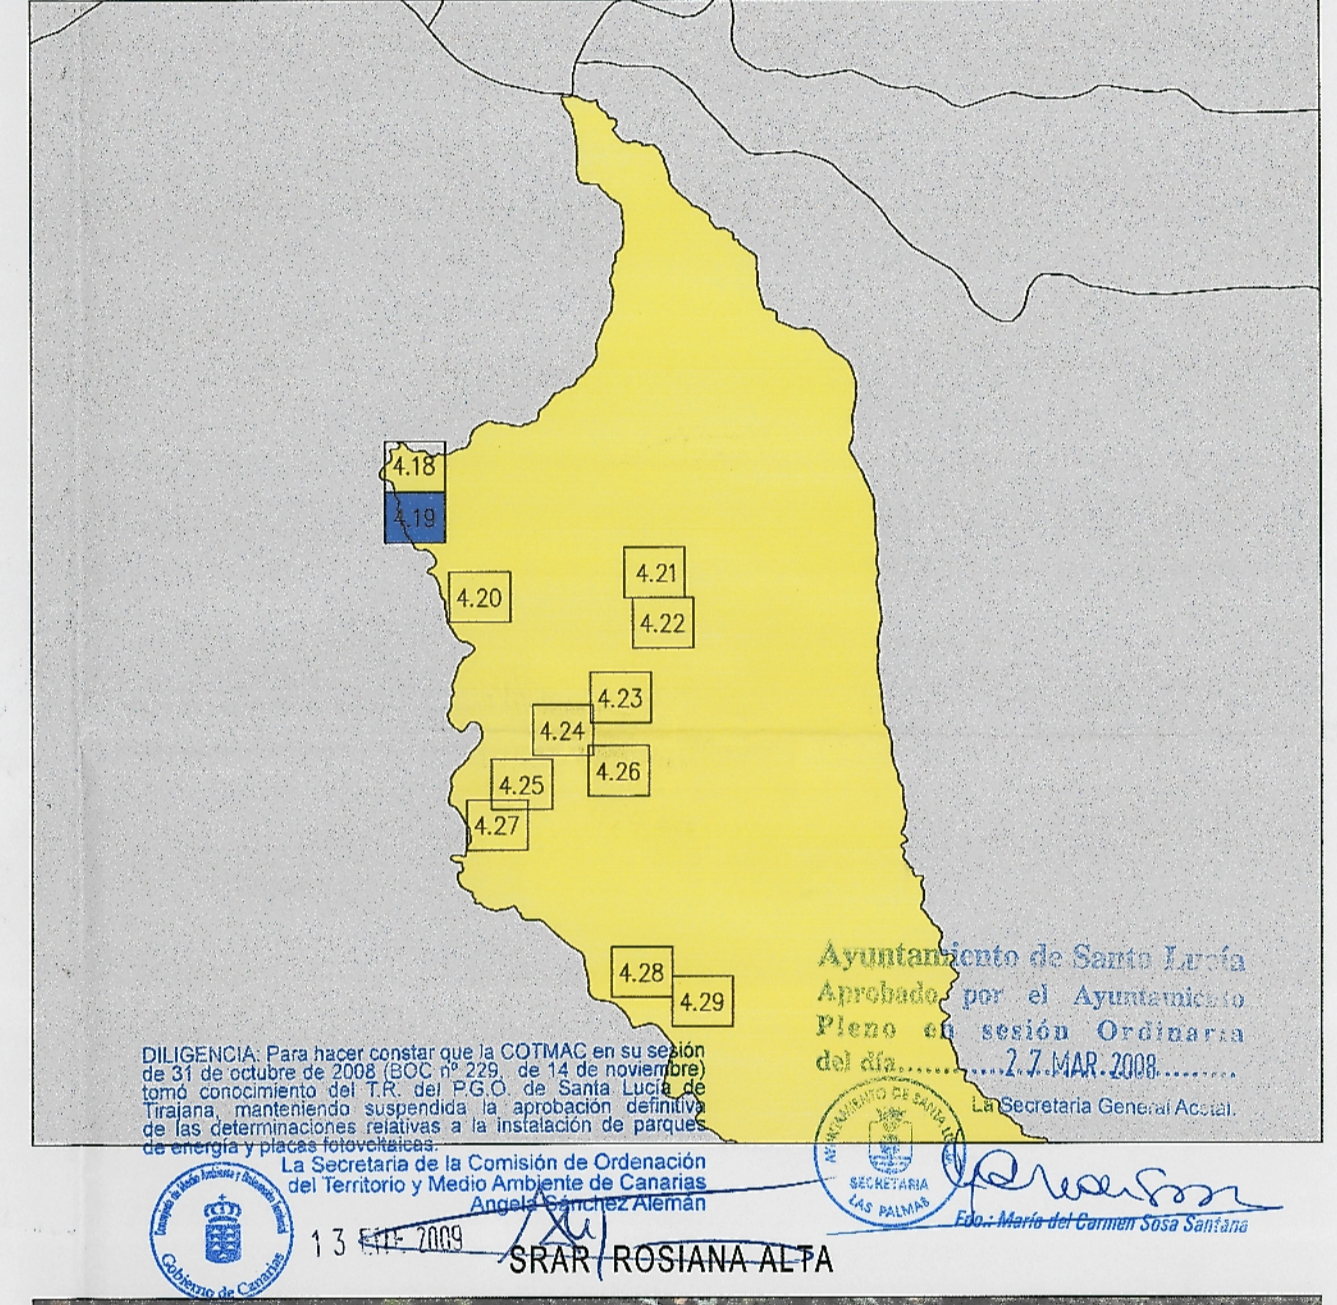 4.18
4.19
4.20
4.21
4.22
4.23
4.24
4.25
4.26
4.27
4.28
4.29
Ayuntamiento de Santa Lucía
Aprobado por el Ayuntamiento
Pleno en sesión Ordinaria
del día............27 MAR. 2008.........
La Secretaria General Acctal.
AYUNTAMIENTO DE SANTA
SECRETARIA
LAS PALMAS
Fdo.: María del Carmen Sosa Santana
DILIGENCIA: Para hacer constar que la COTMAC en su sesión
de 31 de octubre de 2008 (BOC nº 229, de 14 de noviembre)
tomó conocimiento del T.R. del P.G.O. de Santa Lucía de
Tirajana, manteniendo suspendida la aprobación definitiva
de las determinaciones relativas a la instalación de parques
de energía y placas fotovoltaicas.
La Secretaria de la Comisión de Ordenación
del Territorio y Medio Ambiente de Canarias
Angela Sánchez Alemán
Gobierno de Canarias
13 ENE 2009
SRAR ROSIANA ALTA